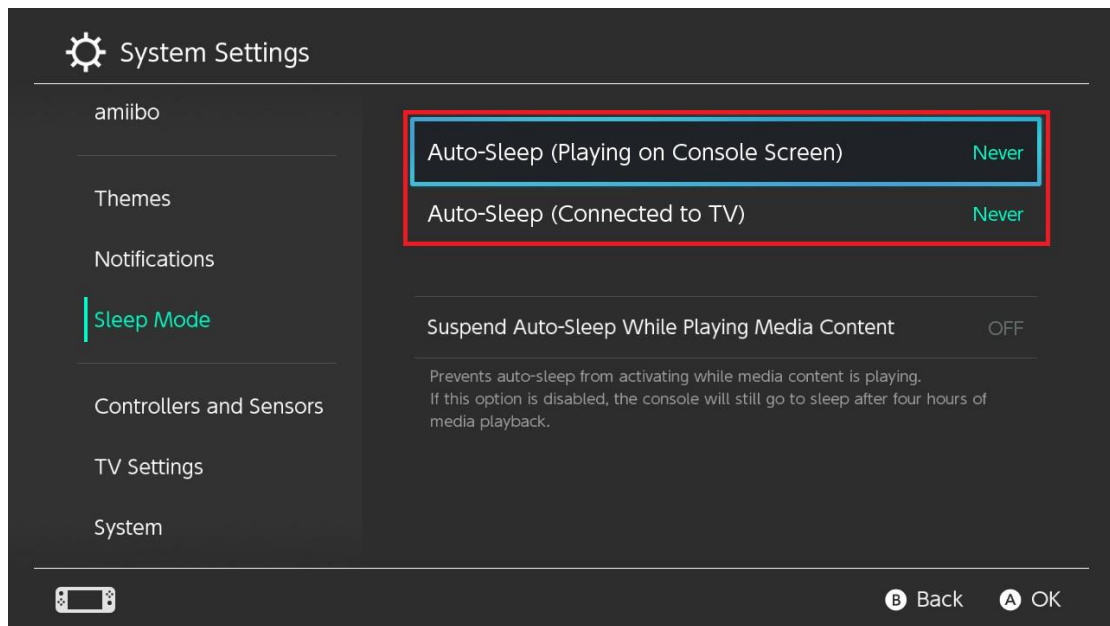 System Settings
amiibo
Themes
Notifications
Sleep Mode
Controllers and Sensors
TV Settings
System
Auto-Sleep (Playing on Console Screen) Never
Auto-Sleep (Connected to TV) Never
Suspend Auto-Sleep While Playing Media Content OFF
Prevents auto-sleep from activating while media content is playing.
If this option is disabled, the console will still go to sleep after four hours of
media playback.
B Back A OK